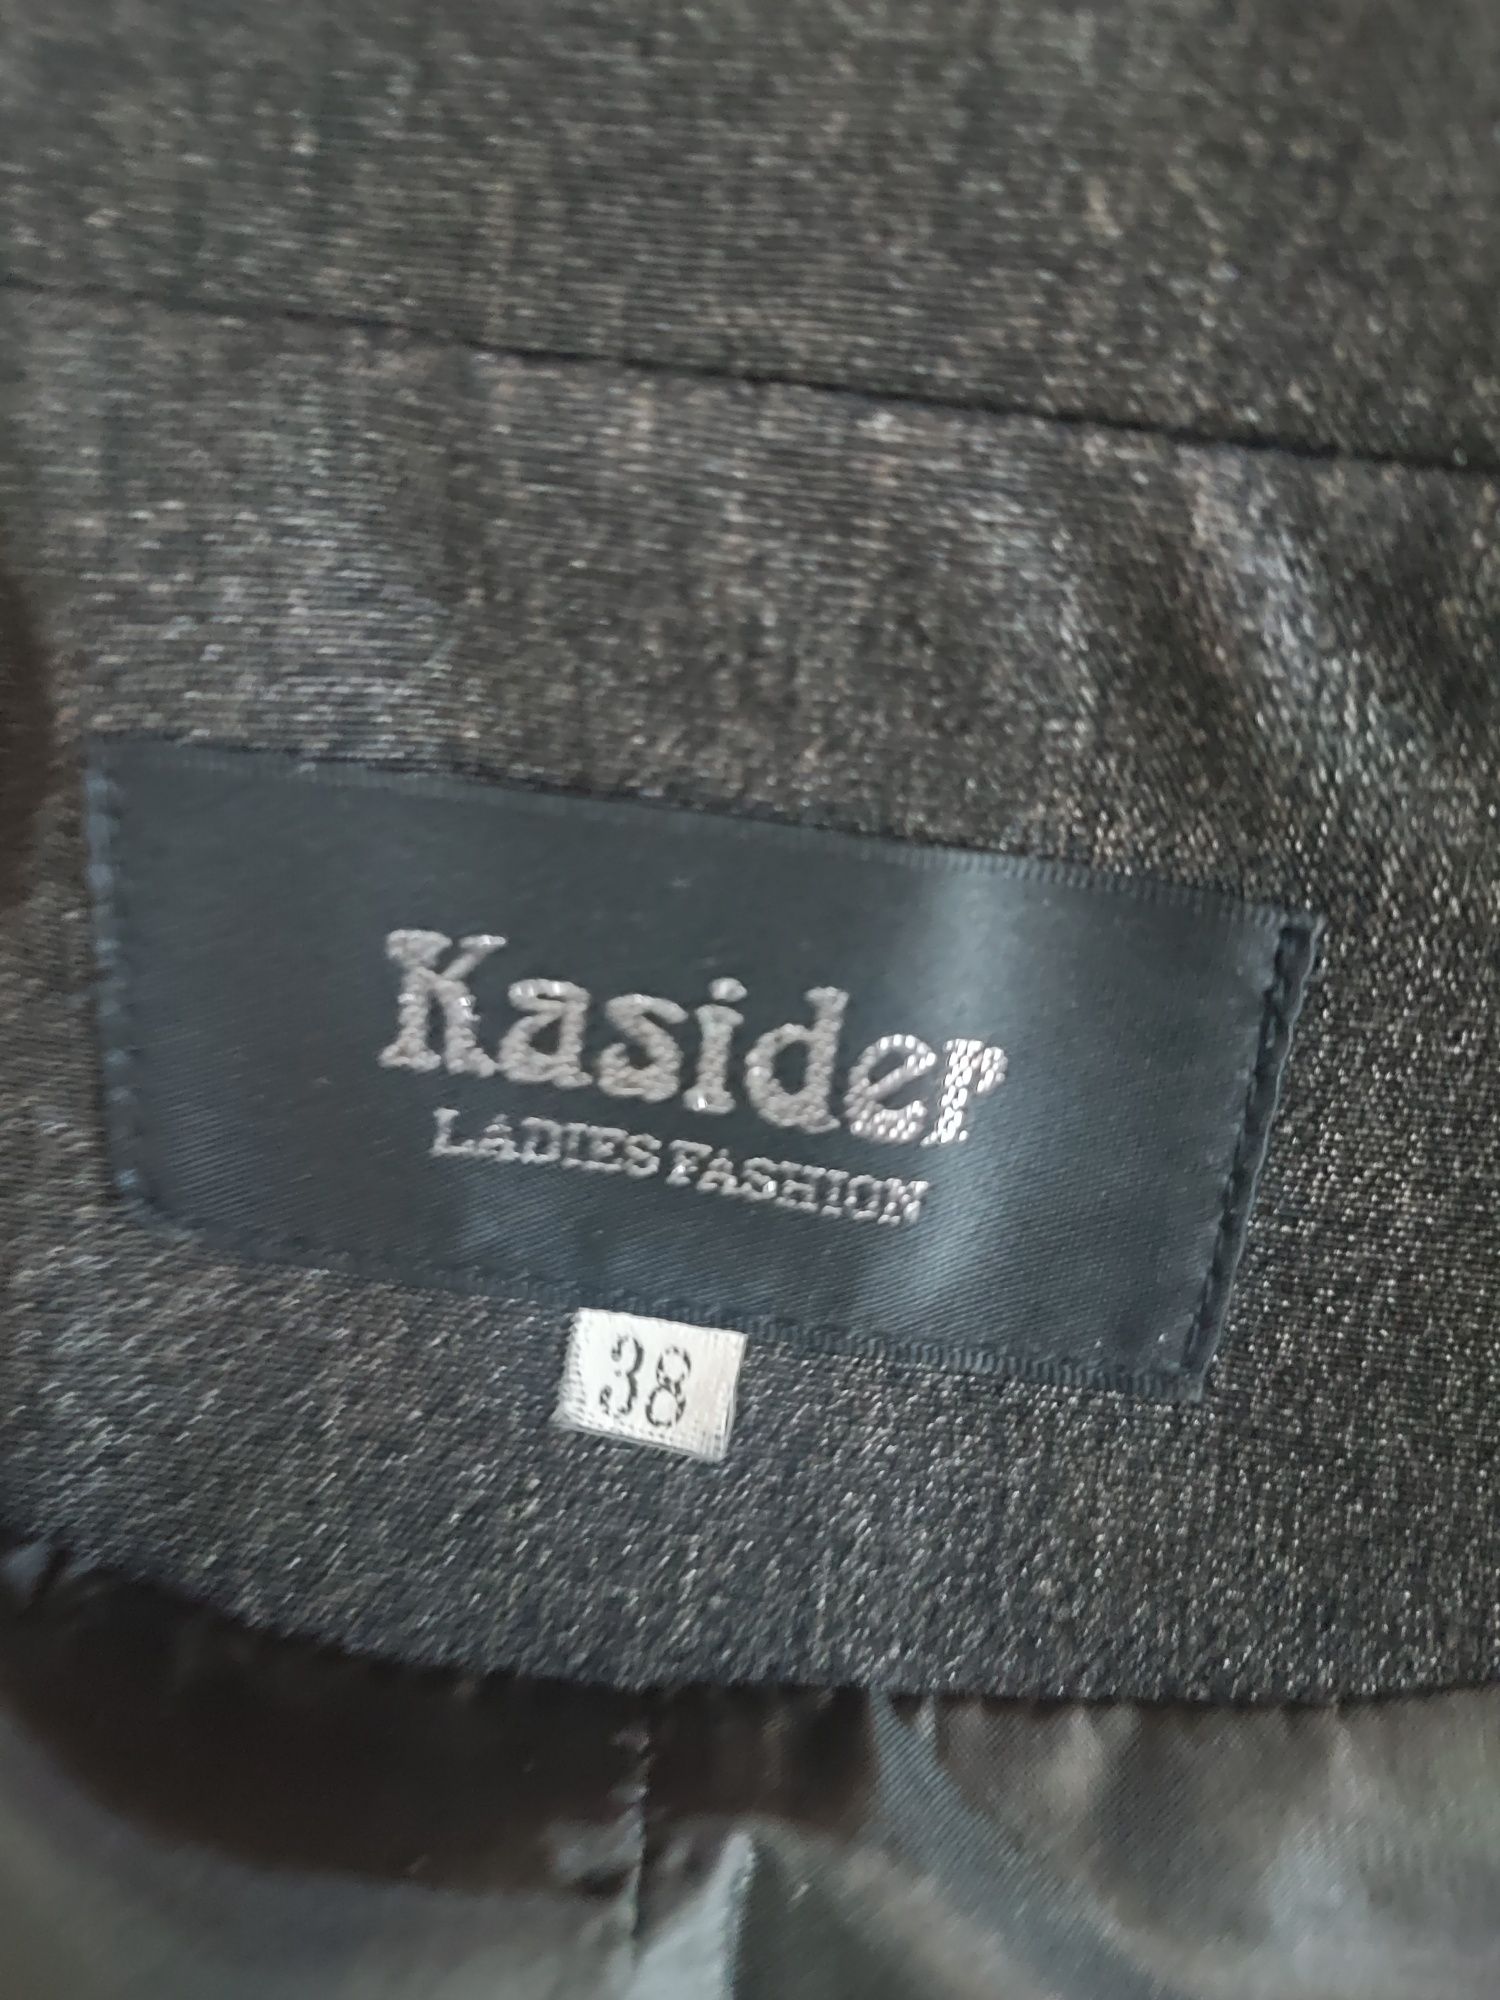 Kasider
LADIES FASHION
38